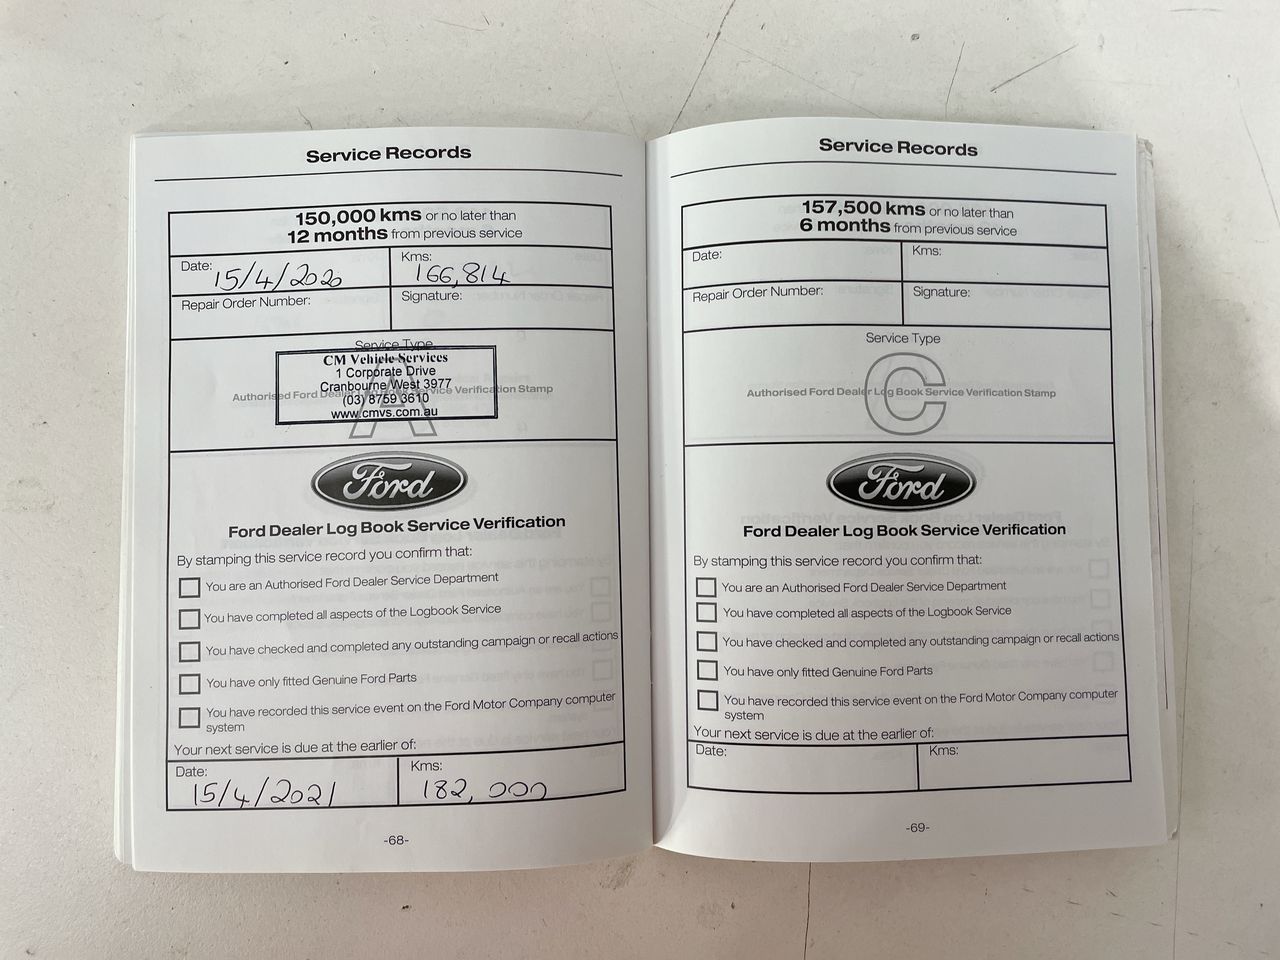 Service Records
150,000 kms or no later than
12 months from previous service
Date: 15/4/2020
Kms: 166,814
Repair Order Number:
Signature:
Service Type
CM Vehicle Services
1 Corporate Drive
Cranbourne West 3977
(03) 8759 3610
www.cmvs.com.au
A
Authorised Ford Dealer Log Book Service Verification Stamp
Ford
Ford Dealer Log Book Service Verification
By stamping this service record you confirm that:
You are an Authorised Ford Dealer Service Department
You have completed all aspects of the Logbook Service
You have checked and completed any outstanding campaign or recall actions
You have only fitted Genuine Ford Parts
You have recorded this service event on the Ford Motor Company computer
system
Your next service is due at the earlier of:
Date: 15/4/2021
Kms: 182,000
-68-
Service Records
157,500 kms or no later than
6 months from previous service
Date:
Kms:
Repair Order Number:
Signature:
Service Type
C
Authorised Ford Dealer Log Book Service Verification Stamp
Ford
Ford Dealer Log Book Service Verification
By stamping this service record you confirm that:
You are an Authorised Ford Dealer Service Department
You have completed all aspects of the Logbook Service
You have checked and completed any outstanding campaign or recall actions
You have only fitted Genuine Ford Parts
You have recorded this service event on the Ford Motor Company computer
system
Your next service is due at the earlier of:
Date:
Kms:
-69-